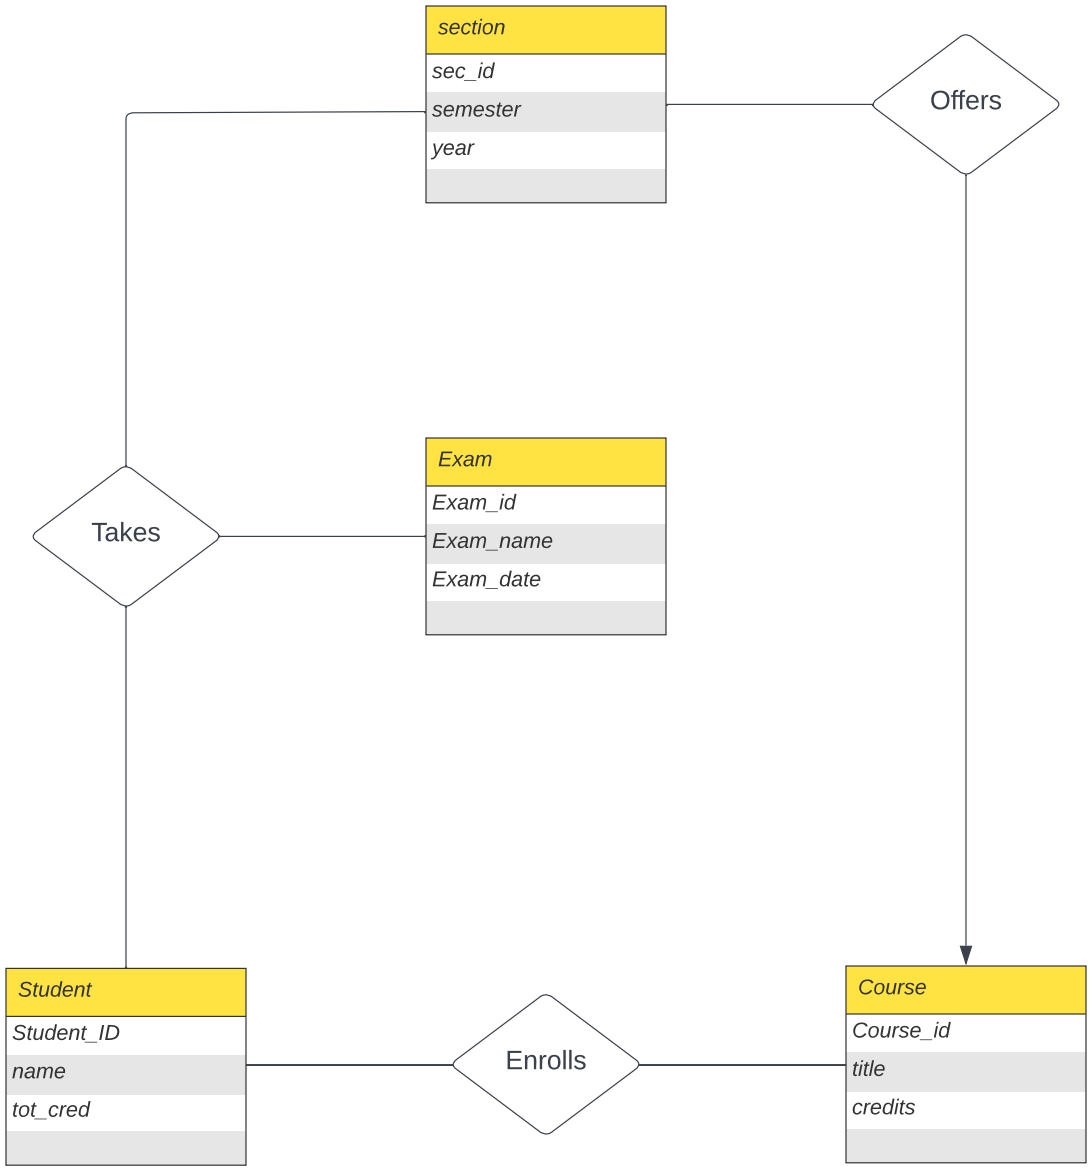 section
sec_id
semester
year
Offers
Takes
Exam
Exam_id
Exam_name
Exam_date
Student
Student_ID
name
tot_cred
Enrolls
Course
Course_id
title
credits